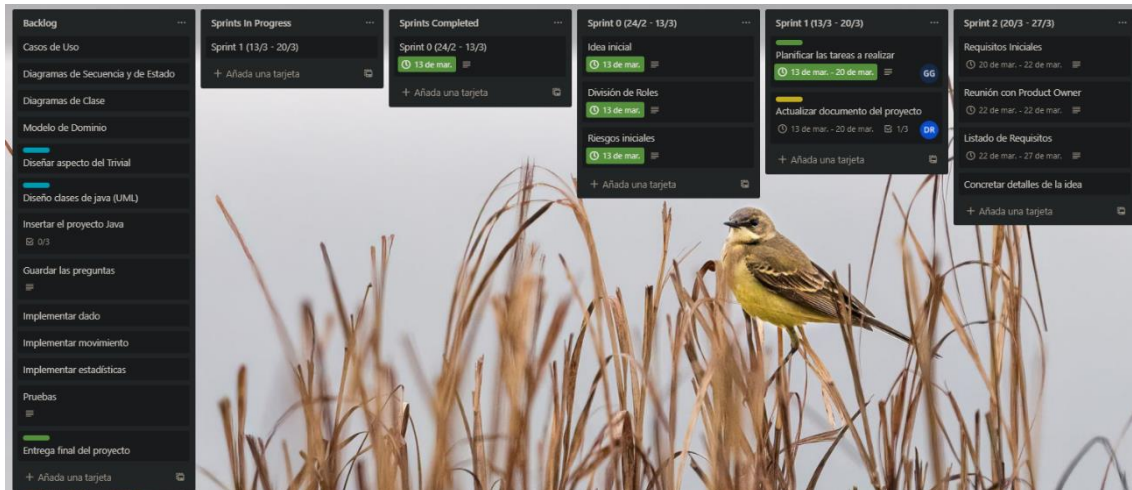 Backlog
Casos de Uso
Diagramas de Secuencia y de Estado
Diagramas de Clase
Modelo de Dominio
Diseñar aspecto del Trivial
Diseño clases de java (UML)
Insertar el proyecto Java
0/3
Guardar las preguntas
Implementar dado
Implementar movimiento
Implementar estadísticas
Pruebas
Entrega final del proyecto
+ Añada una tarjeta
Sprints In Progress
Sprint 1 (13/3 - 20/3)
+ Añada una tarjeta
Sprints Completed
Sprint 0 (24/2 - 13/3)
13 de mar.
+ Añada una tarjeta
Sprint 0 (24/2 - 13/3)
Idea inicial
13 de mar.
División de Roles
13 de mar.
Riesgos iniciales
13 de mar.
+ Añada una tarjeta
Sprint 1 (13/3 - 20/3)
Planificar las tareas a realizar
13 de mar. - 20 de mar.
GG
Actualizar documento del proyecto
13 de mar. - 20 de mar. 1/3
DR
+ Añada una tarjeta
Sprint 2 (20/3 - 27/3)
Requisitos Iniciales
20 de mar. - 22 de mar.
Reunión con Product Owner
22 de mar. - 22 de mar.
Listado de Requisitos
22 de mar. - 27 de mar.
Concretar detalles de la idea
+ Añada una tarjeta